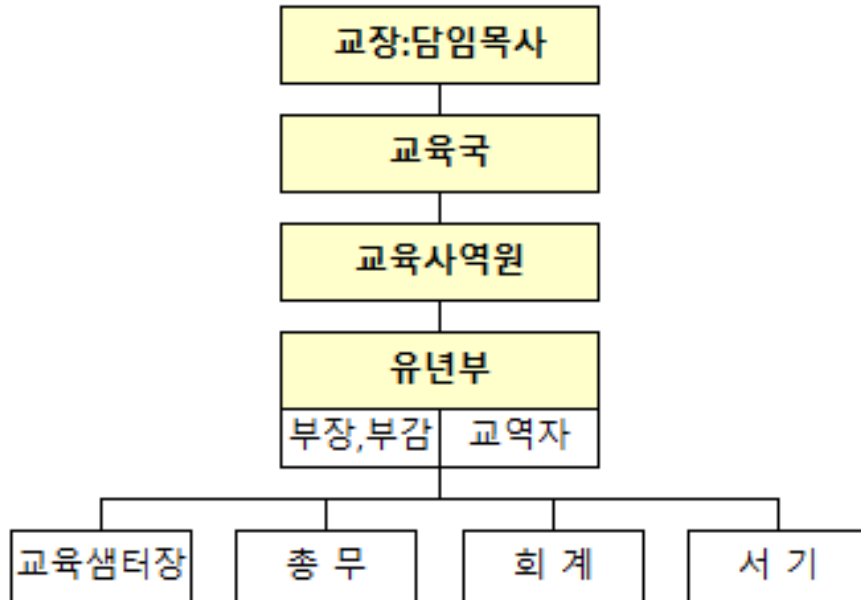 교장:담임목사
교육국
교육사역원
유년부
부장,부감 교역자
교육샘터장 총 무 회 계 서 기